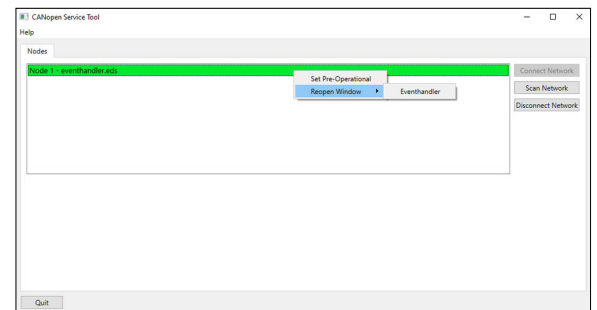 CANopen Service Tool
Help
Nodes
Node 1 - eventhandler.eds
Set Pre-Operational
Reopen Window
Eventhandler
Connect Network
Scan Network
Disconnect Network
Quit